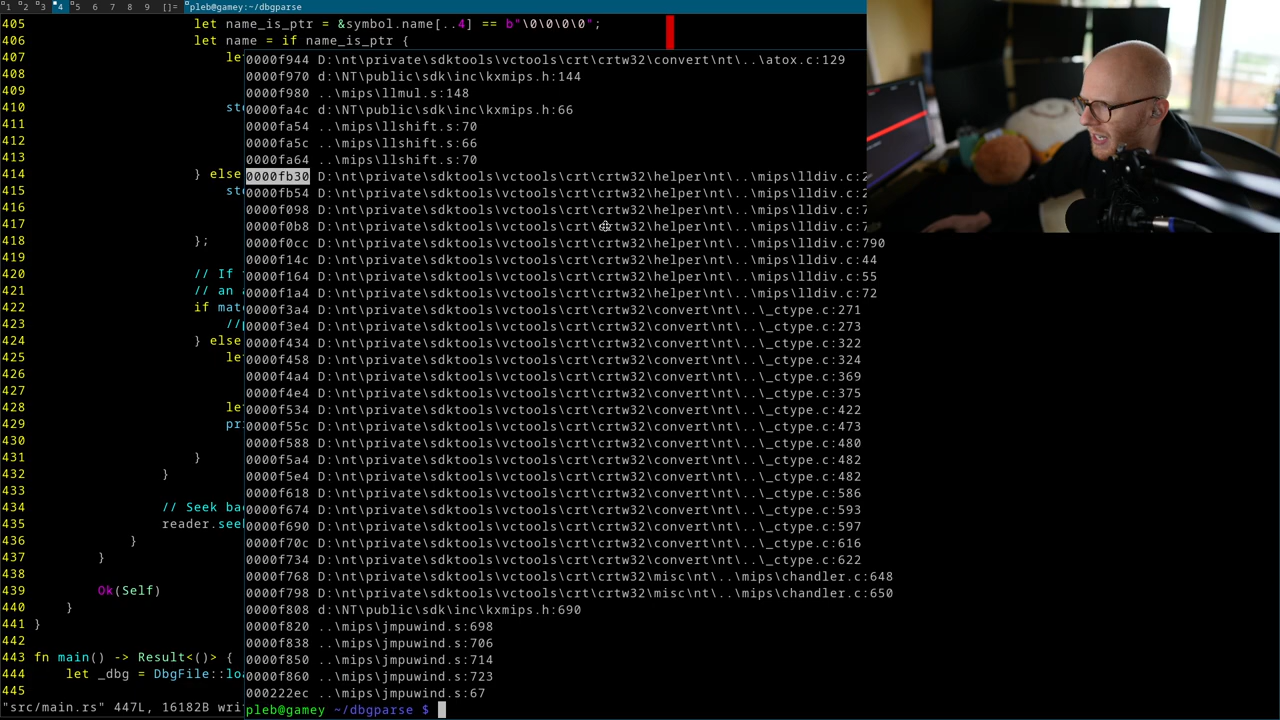 1 2 3 4 5 6 7 8 9 []= pleb@gamey:~/dbgparse
405 let name_is_ptr = &symbol.name[..4] == b"\0\0\0\0";
406 let name = if name_is_ptr {
407 le
408
409
410 sto
411
412
413
414 } else
415 sto
416
417
418 };
419
420 // If
421 // an
422 if mat
423 //
424 } else
425 le
426
427
428 le
429 pri
430
431 }
432 }
433
434 // Seek ba
435 reader.see
436 }
437 }
438
439 Ok(Self)
440 }
441 }
442
443 fn main() -> Result<()> {
444 let _dbg = DbgFile::lo
445
"src/main.rs" 447L, 16182B wri
0000f944 D:\nt\private\sdktools\vctools\crt\crtw32\convert\nt\..\atox.c:129
0000f970 d:\NT\public\sdk\inc\kxmips.h:144
0000f980 ..\mips\llmul.s:148
0000fa4c d:\NT\public\sdk\inc\kxmips.h:66
0000fa54 ..\mips\llshift.s:70
0000fa5c ..\mips\llshift.s:66
0000fa64 ..\mips\llshift.s:70
0000fb30 D:\nt\private\sdktools\vctools\crt\crtw32\helper\nt\..\mips\lldiv.c:2
0000fb54 D:\nt\private\sdktools\vctools\crt\crtw32\helper\nt\..\mips\lldiv.c:2
0000f098 D:\nt\private\sdktools\vctools\crt\crtw32\helper\nt\..\mips\lldiv.c:7
0000f0b8 D:\nt\private\sdktools\vctools\crt\crtw32\helper\nt\..\mips\lldiv.c:7
0000f0cc D:\nt\private\sdktools\vctools\crt\crtw32\helper\nt\..\mips\lldiv.c:790
0000f14c D:\nt\private\sdktools\vctools\crt\crtw32\helper\nt\..\mips\lldiv.c:44
0000f164 D:\nt\private\sdktools\vctools\crt\crtw32\helper\nt\..\mips\lldiv.c:55
0000f1a4 D:\nt\private\sdktools\vctools\crt\crtw32\helper\nt\..\mips\lldiv.c:72
0000f3a4 D:\nt\private\sdktools\vctools\crt\crtw32\convert\nt\..\_ctype.c:271
0000f3e4 D:\nt\private\sdktools\vctools\crt\crtw32\convert\nt\..\_ctype.c:273
0000f434 D:\nt\private\sdktools\vctools\crt\crtw32\convert\nt\..\_ctype.c:322
0000f458 D:\nt\private\sdktools\vctools\crt\crtw32\convert\nt\..\_ctype.c:324
0000f4a4 D:\nt\private\sdktools\vctools\crt\crtw32\convert\nt\..\_ctype.c:369
0000f4e4 D:\nt\private\sdktools\vctools\crt\crtw32\convert\nt\..\_ctype.c:375
0000f534 D:\nt\private\sdktools\vctools\crt\crtw32\convert\nt\..\_ctype.c:422
0000f55c D:\nt\private\sdktools\vctools\crt\crtw32\convert\nt\..\_ctype.c:473
0000f588 D:\nt\private\sdktools\vctools\crt\crtw32\convert\nt\..\_ctype.c:480
0000f5a4 D:\nt\private\sdktools\vctools\crt\crtw32\convert\nt\..\_ctype.c:482
0000f5e4 D:\nt\private\sdktools\vctools\crt\crtw32\convert\nt\..\_ctype.c:482
0000f618 D:\nt\private\sdktools\vctools\crt\crtw32\convert\nt\..\_ctype.c:586
0000f674 D:\nt\private\sdktools\vctools\crt\crtw32\convert\nt\..\_ctype.c:593
0000f690 D:\nt\private\sdktools\vctools\crt\crtw32\convert\nt\..\_ctype.c:597
0000f70c D:\nt\private\sdktools\vctools\crt\crtw32\convert\nt\..\_ctype.c:616
0000f734 D:\nt\private\sdktools\vctools\crt\crtw32\convert\nt\..\_ctype.c:622
0000f768 D:\nt\private\sdktools\vctools\crt\crtw32\misc\nt\..\mips\chandler.c:648
0000f798 D:\nt\private\sdktools\vctools\crt\crtw32\misc\nt\..\mips\chandler.c:650
0000f808 d:\NT\public\sdk\inc\kxmips.h:690
0000f820 ..\mips\jmpuwind.s:698
0000f838 ..\mips\jmpuwind.s:706
0000f850 ..\mips\jmpuwind.s:714
0000f860 ..\mips\jmpuwind.s:723
000222ec ..\mips\jmpuwind.s:67
pleb@gamey ~/dbgparse $